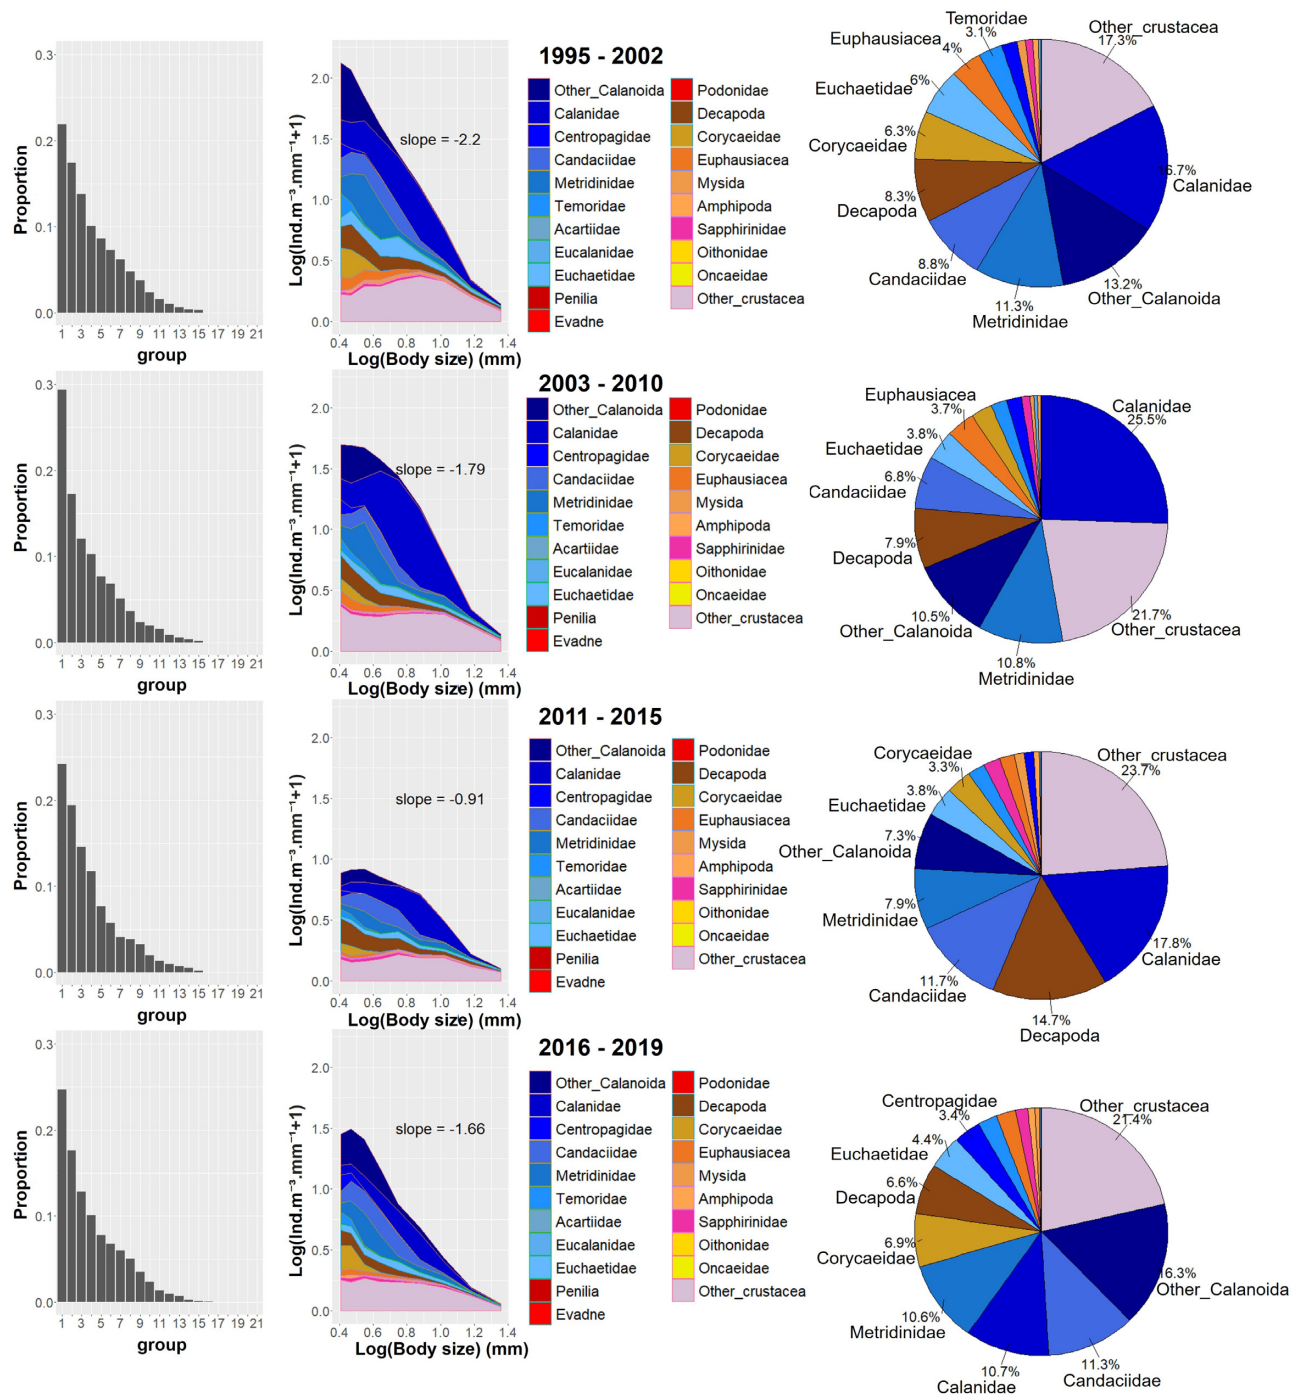 1995 - 2002
0.3
0.2
0.1
0.0
Proportion
1 3 5 7 9 11 13 15 17 19 21
group
2.0
1.5
1.0
0.5
0.0
Log(Ind.m⁻³.mm⁻¹+1)
slope = -2.2
0.4 0.6 0.8 1.0 1.2 1.4
Log(Body size) (mm)
Other_Calanoida
Calanidae
Centropagidae
Candaciidae
Metridinidae
Temoridae
Acartiidae
Eucalanidae
Euchaetidae
Penilia
Evadne
Podonidae
Decapoda
Corycaeidae
Euphausiacea
Mysida
Amphipoda
Sapphirinidae
Oithonidae
Oncaeidae
Other_crustacea
Temoridae
3.1%
Other_crustacea
17.3%
Euphausiacea
4%
Euchaetidae
6%
Corycaeidae
6.3%
Decapoda
8.3%
Candaciidae
8.8%
Metridinidae
11.3%
Other_Calanoida
13.2%
Calanidae
16.7%
2003 - 2010
0.3
0.2
0.1
0.0
Proportion
1 3 5 7 9 11 13 15 17 19 21
group
2.0
1.5
1.0
0.5
0.0
Log(Ind.m⁻³.mm⁻¹+1)
slope = -1.79
0.4 0.6 0.8 1.0 1.2 1.4
Log(Body size) (mm)
Other_Calanoida
Calanidae
Centropagidae
Candaciidae
Metridinidae
Temoridae
Acartiidae
Eucalanidae
Euchaetidae
Penilia
Evadne
Podonidae
Decapoda
Corycaeidae
Euphausiacea
Mysida
Amphipoda
Sapphirinidae
Oithonidae
Oncaeidae
Other_crustacea
Euphausiacea
3.7%
Calanidae
25.5%
Euchaetidae
3.8%
Candaciidae
6.8%
Decapoda
7.9%
Other_Calanoida
10.5%
Metridinidae
10.8%
Other_crustacea
21.7%
2011 - 2015
0.3
0.2
0.1
0.0
Proportion
1 3 5 7 9 11 13 15 17 19 21
group
2.0
1.5
1.0
0.5
0.0
Log(Ind.m⁻³.mm⁻¹+1)
slope = -0.91
0.4 0.6 0.8 1.0 1.2 1.4
Log(Body size) (mm)
Other_Calanoida
Calanidae
Centropagidae
Candaciidae
Metridinidae
Temoridae
Acartiidae
Eucalanidae
Euchaetidae
Penilia
Evadne
Podonidae
Decapoda
Corycaeidae
Euphausiacea
Mysida
Amphipoda
Sapphirinidae
Oithonidae
Oncaeidae
Other_crustacea
Corycaeidae
3.3%
Other_crustacea
23.7%
Euchaetidae
3.8%
Other_Calanoida
7.3%
Metridinidae
7.9%
Candaciidae
11.7%
Decapoda
14.7%
Calanidae
17.8%
2016 - 2019
0.3
0.2
0.1
0.0
Proportion
1 3 5 7 9 11 13 15 17 19 21
group
2.0
1.5
1.0
0.5
0.0
Log(Ind.m⁻³.mm⁻¹+1)
slope = -1.66
0.4 0.6 0.8 1.0 1.2 1.4
Log(Body size) (mm)
Other_Calanoida
Calanidae
Centropagidae
Candaciidae
Metridinidae
Temoridae
Acartiidae
Eucalanidae
Euchaetidae
Penilia
Evadne
Podonidae
Decapoda
Corycaeidae
Euphausiacea
Mysida
Amphipoda
Sapphirinidae
Oithonidae
Oncaeidae
Other_crustacea
Centropagidae
3.4%
Other_crustacea
21.4%
Euchaetidae
4.4%
Decapoda
6.6%
Corycaeidae
6.9%
Metridinidae
10.6%
Calanidae
10.7%
Candaciidae
11.3%
Other_Calanoida
16.3%